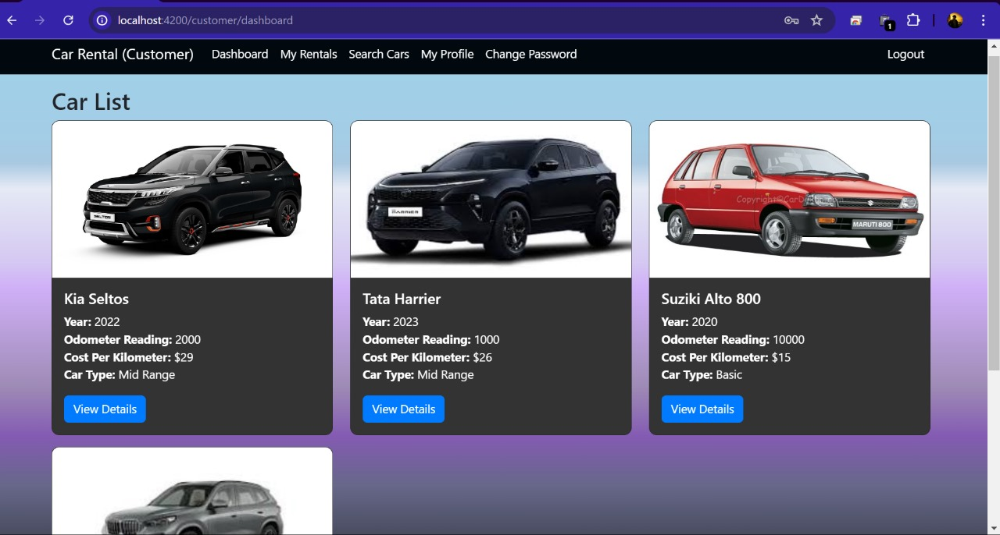 localhost:4200/customer/dashboard
1
Car Rental (Customer) Dashboard My Rentals Search Cars My Profile Change Password Logout
Car List
SELTOS
HARRIER
Copyright©CarDekho.com
MARUTI 800
Kia Seltos
Year: 2022
Odometer Reading: 2000
Cost Per Kilometer: $29
Car Type: Mid Range
View Details
Tata Harrier
Year: 2023
Odometer Reading: 1000
Cost Per Kilometer: $26
Car Type: Mid Range
View Details
Suziki Alto 800
Year: 2020
Odometer Reading: 10000
Cost Per Kilometer: $15
Car Type: Basic
View Details